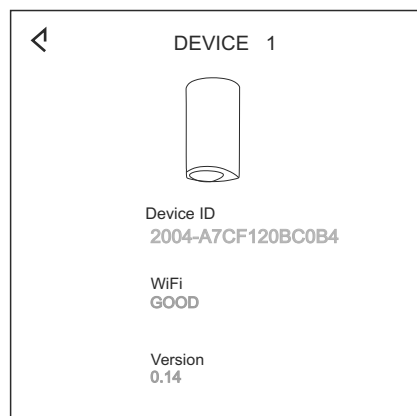 DEVICE 1
Device ID
2004-A7CF120BC0B4
WiFi
GOOD
Version
0.14